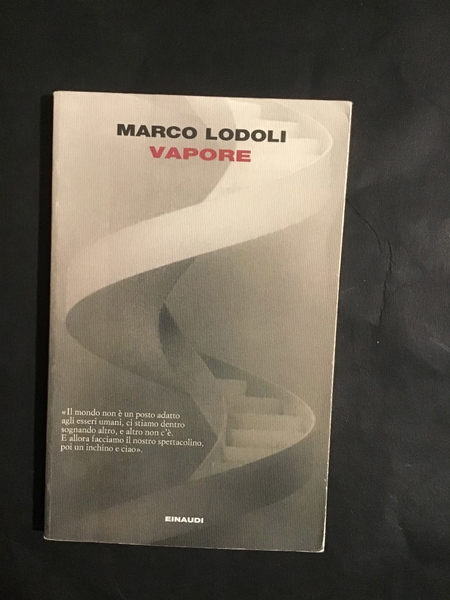 MARCO LODOLI
VAPORE
«Il mondo non è un posto adatto
agli esseri umani, ci stiamo dentro
sognando altro, e altro non c'è.
E allora facciamo il nostro spettacolino,
poi un inchino e ciao».
EINAUDI